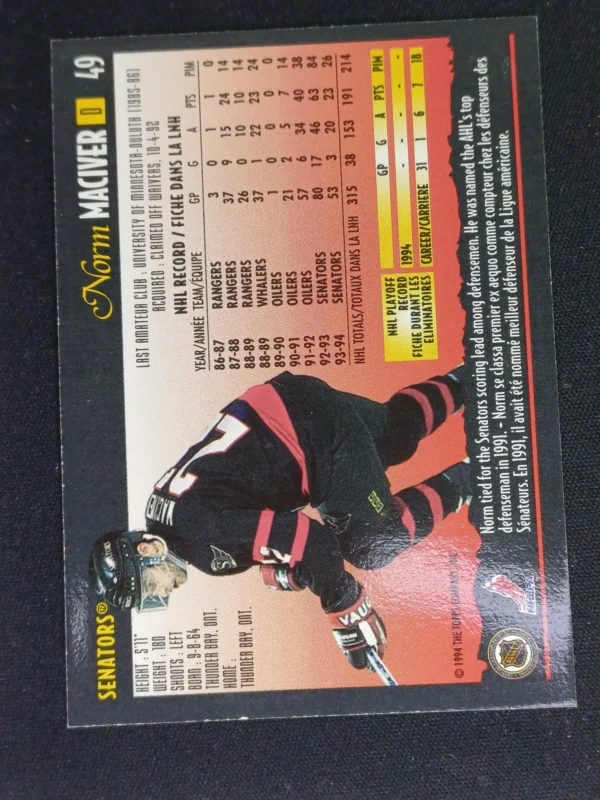 SENATORS®
Norm MACIVER D 49
HEIGHT : 5'11"
WEIGHT : 180
SHOOTS : LEFT
BORN : 9-8-64
THUNDER BAY, ONT.
HOME :
THUNDER BAY, ONT.
LAST AMATEUR CLUB : UNIVERSITY OF MINNESOTA-DULUTH (1985-86)
ACQUIRED : CLAIMED OFF WAIVERS, 10-4-92
NHL RECORD / FICHE DANS LA LNH
YEAR/ANNÉE TEAM/ÉQUIPE GP G A PTS PIM
86-87 RANGERS 3 0 1 1 0
87-88 RANGERS 37 9 15 24 14
88-89 RANGERS 26 0 10 10 14
88-89 WHALERS 37 1 22 23 24
89-90 OILERS 1 0 0 0 0
90-91 OILERS 21 2 5 7 14
91-92 OILERS 57 6 34 40 38
92-93 SENATORS 80 17 46 63 84
93-94 SENATORS 53 3 20 23 26
NHL TOTALS/TOTAUX DANS LA LNH 315 38 153 191 214
NHL PLAYOFF
RECORD
FICHE DURANT LES
ELIMINATOIRES
GP G A PTS PIM
1994 - - - - -
CAREER/CARRIERE 31 1 6 7 18
MACIVER
22
VAUG
© 1994 THE TOPPS COMPANY, INC.
Norm tied for the Senators scoring lead among defensemen. He was named the AHL's top
defenseman in 1991. - Norm se classa premier ex aequo comme compteur chez les défenseurs des
Sénateurs. En 1991, il avait été nommé meilleur défenseur de la Ligue américaine.
NHL